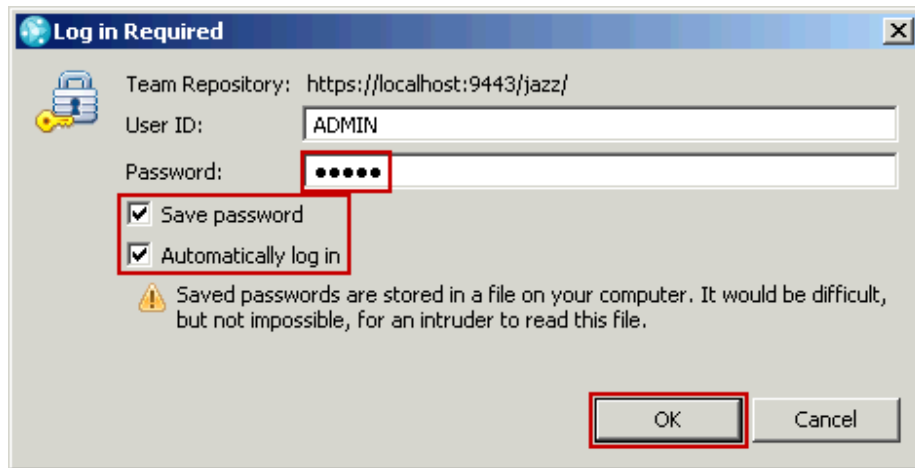 Log in Required
Team Repository: https://localhost:9443/jazz/
User ID: ADMIN
Password: •••••
Save password
Automatically log in
Saved passwords are stored in a file on your computer. It would be difficult,
but not impossible, for an intruder to read this file.
OK Cancel